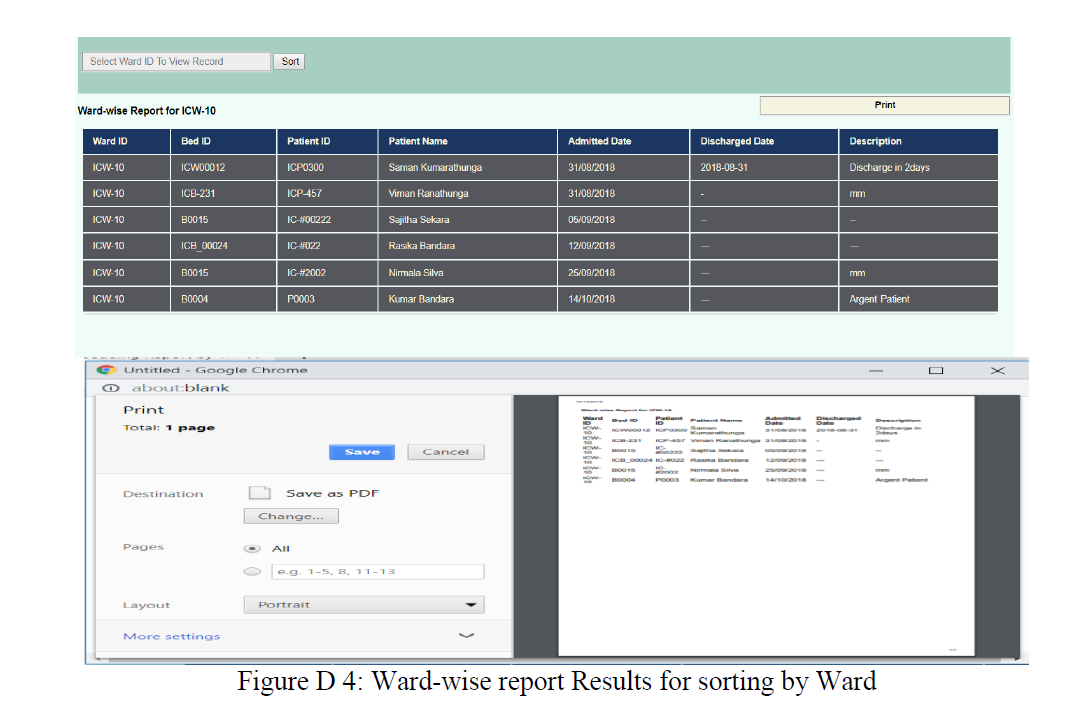 Select Ward ID To View Record Sort
Ward-wise Report for ICW-10 Print
Ward ID Bed ID Patient ID Patient Name Admitted Date Discharged Date Description
ICW-10 ICW00012 ICP0300 Saman Kumarathunga 31/08/2018 2018-08-31 Discharge in 2days
ICW-10 ICB-231 ICP-457 Viman Ranathunga 31/08/2018 - mm
ICW-10 B0015 IC-#00222 Sajitha Sekara 05/09/2018 -- --
ICW-10 ICB_00024 IC-#022 Rasika Bandara 12/09/2018 --- ---
ICW-10 B0015 IC-#2002 Nirmala Silva 25/09/2018 --- mm
ICW-10 B0004 P0003 Kumar Bandara 14/10/2018 --- Argent Patient
Untitled - Google Chrome
about:blank
Print
Total: 1 page
Save Cancel
Destination Save as PDF
Change...
Pages All
e.g. 1-5, 8, 11-13
Layout Portrait
More settings
Ward-wise Report for ICW-10
Ward ID Bed ID Patient ID Patient Name Admitted Date Discharged Date Description
ICW-10 ICW00012 ICP0300 Saman Kumarathunga 31/08/2018 2018-08-31 Discharge in 2days
ICW-10 ICB-231 ICP-457 Viman Ranathunga 31/08/2018 - mm
ICW-10 B0015 Sajitha Sekara 05/09/2018 -- --
ICW-10 ICB_00024 IC-#022 Rasika Bandara 12/09/2018 --- ---
ICW-10 B0015 Nirmala Silva 25/09/2018 --- mm
ICW-10 B0004 P0003 Kumar Bandara 14/10/2018 --- Argent Patient
Figure D 4: Ward-wise report Results for sorting by Ward